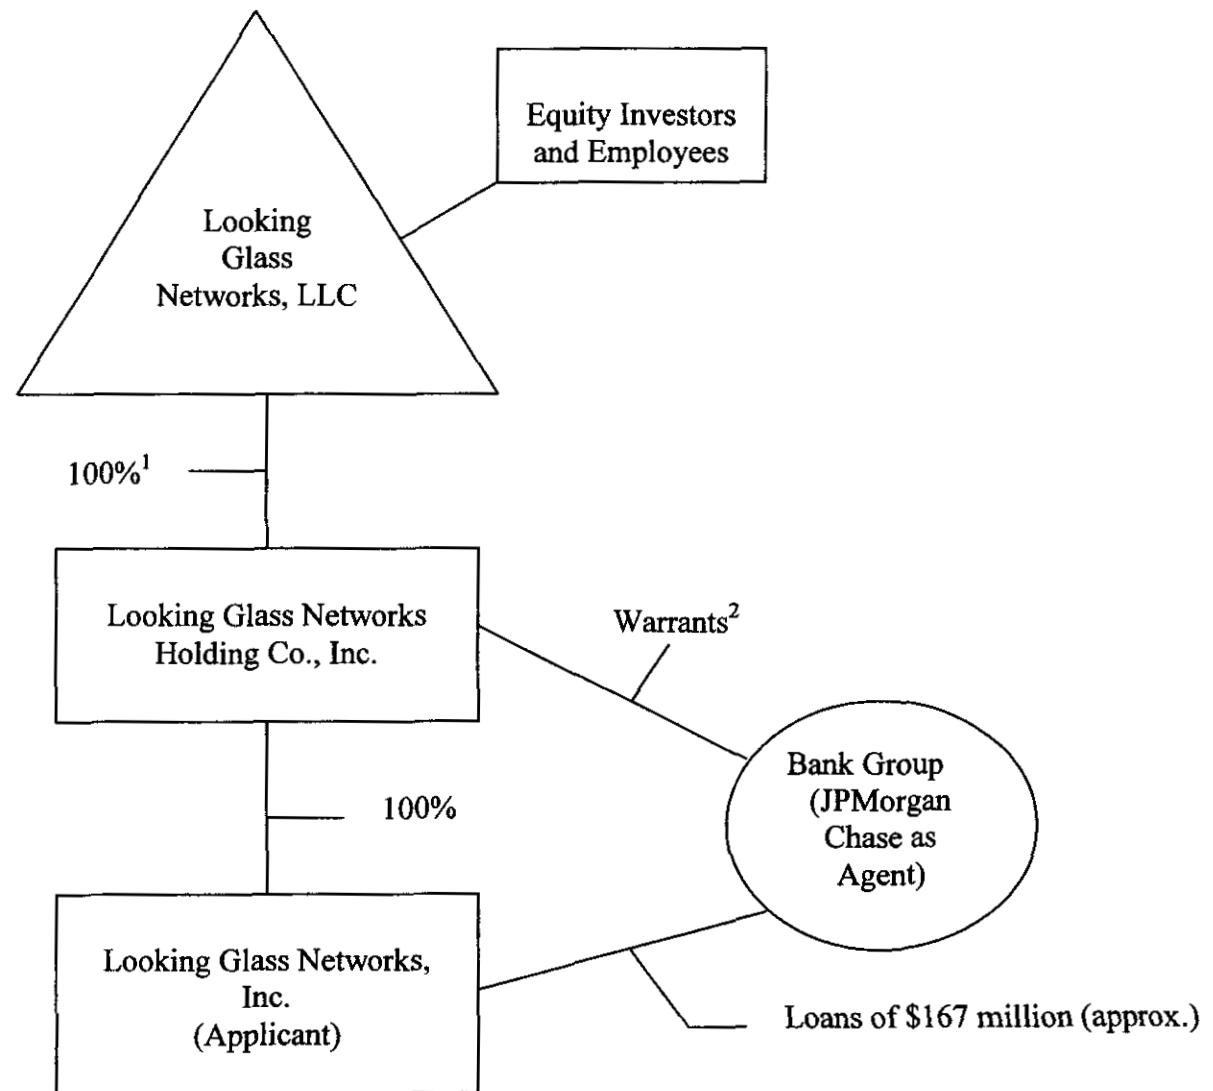 Equity Investors
and Employees
Looking
Glass
Networks, LLC
100%¹
Looking Glass Networks
Holding Co., Inc.
Warrants²
Bank Group
(JPMorgan
Chase as
Agent)
100%
Looking Glass Networks,
Inc.
(Applicant)
Loans of $167 million (approx.)